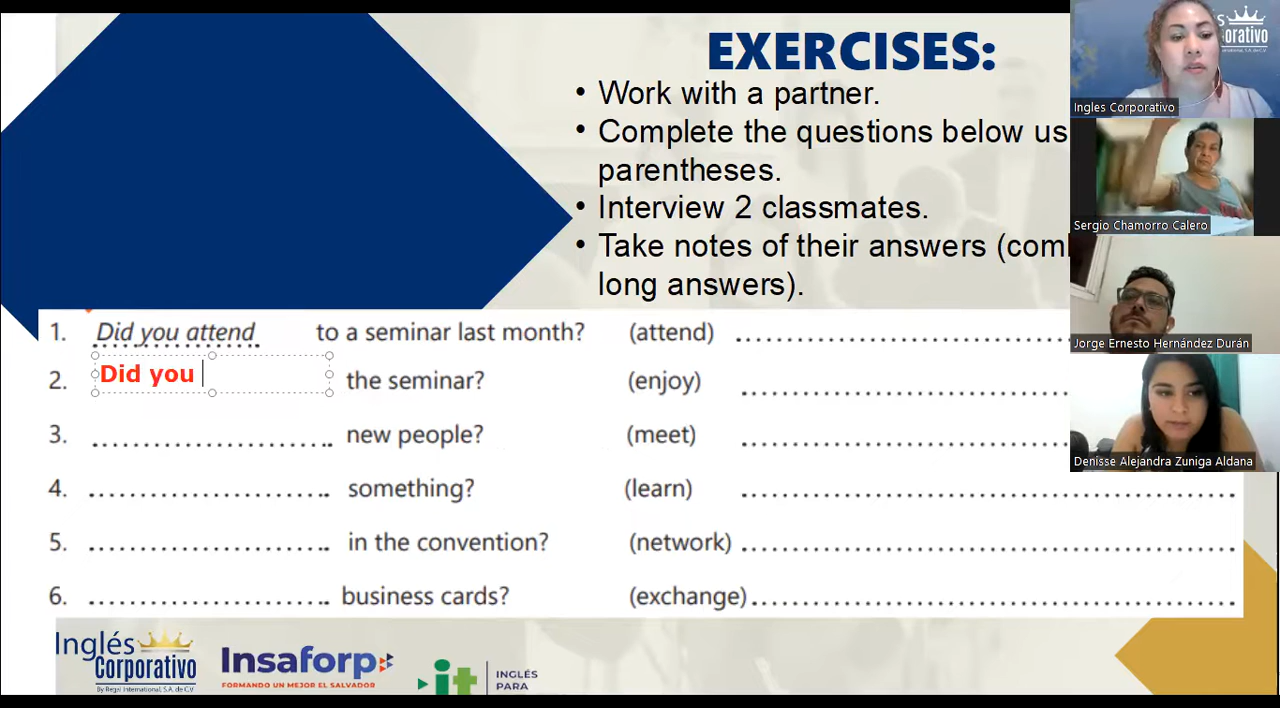 EXERCISES:
• Work with a partner.
• Complete the questions below us
parentheses.
• Interview 2 classmates.
• Take notes of their answers (com
long answers).
1. Did you attend to a seminar last month? (attend)
2. Did you the seminar? (enjoy)
3. new people? (meet)
4. something? (learn)
5. in the convention? (network)
6. business cards? (exchange)
Inglés
Corporativo
By Regal International, S.A. de C.V
Insaforp
FORMANDO UN MEJOR EL SALVADOR
it
INGLÉS
PARA
orativo
Ingles Corporativo
Sergio Chamorro Calero
Jorge Ernesto Hernández Durán
Denisse Alejandra Zuniga Aldana